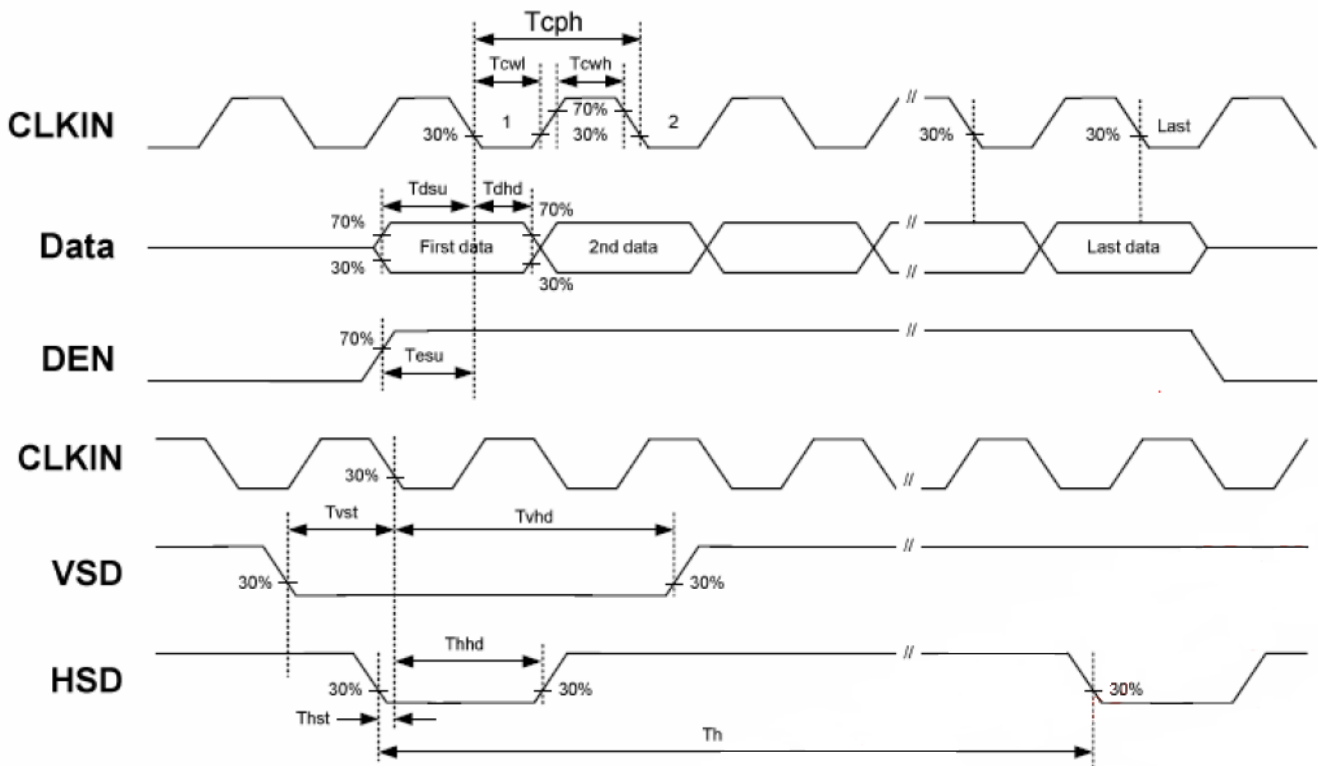 Tcph
Tcwl Tcwh
CLKIN 30% 1 70% 30% 2 // 30% 30% Last
Tdsu Tdhd
70% 70%
Data First data 2nd data // // Last data
30% 30%
DEN 70% //
Tesu
CLKIN 30% //
Tvst Tvhd
VSD 30% 30% //
Thhd
HSD 30% 30% // 30%
Thst
Th